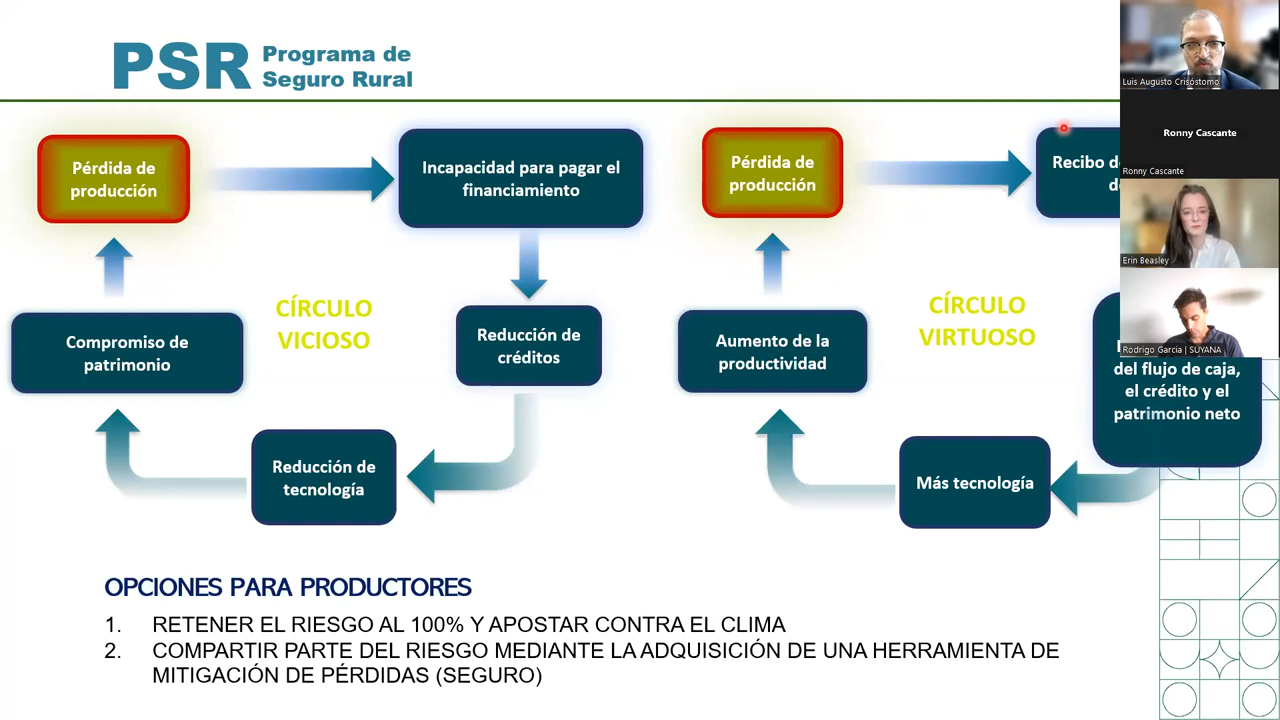 PSR
Programa de
Seguro Rural
Pérdida de
producción
Incapacidad para pagar el
financiamiento
Reducción de
créditos
Reducción de
tecnología
Compromiso de
patrimonio
CÍRCULO
VICIOSO
Pérdida de
producción
Recibo
Aumento de la
productividad
CÍRCULO
VIRTUOSO
del flujo de caja,
el crédito y el
patrimonio neto
Más tecnología
OPCIONES PARA PRODUCTORES
1. RETENER EL RIESGO AL 100% Y APOSTAR CONTRA EL CLIMA
2. COMPARTIR PARTE DEL RIESGO MEDIANTE LA ADQUISICIÓN DE UNA HERRAMIENTA DE
MITIGACIÓN DE PÉRDIDAS (SEGURO)
Luis Augusto Crisóstomo
Ronny Cascante
Ronny Cascante
Erin Beasley
Rodrigo Garcia | SUYANA